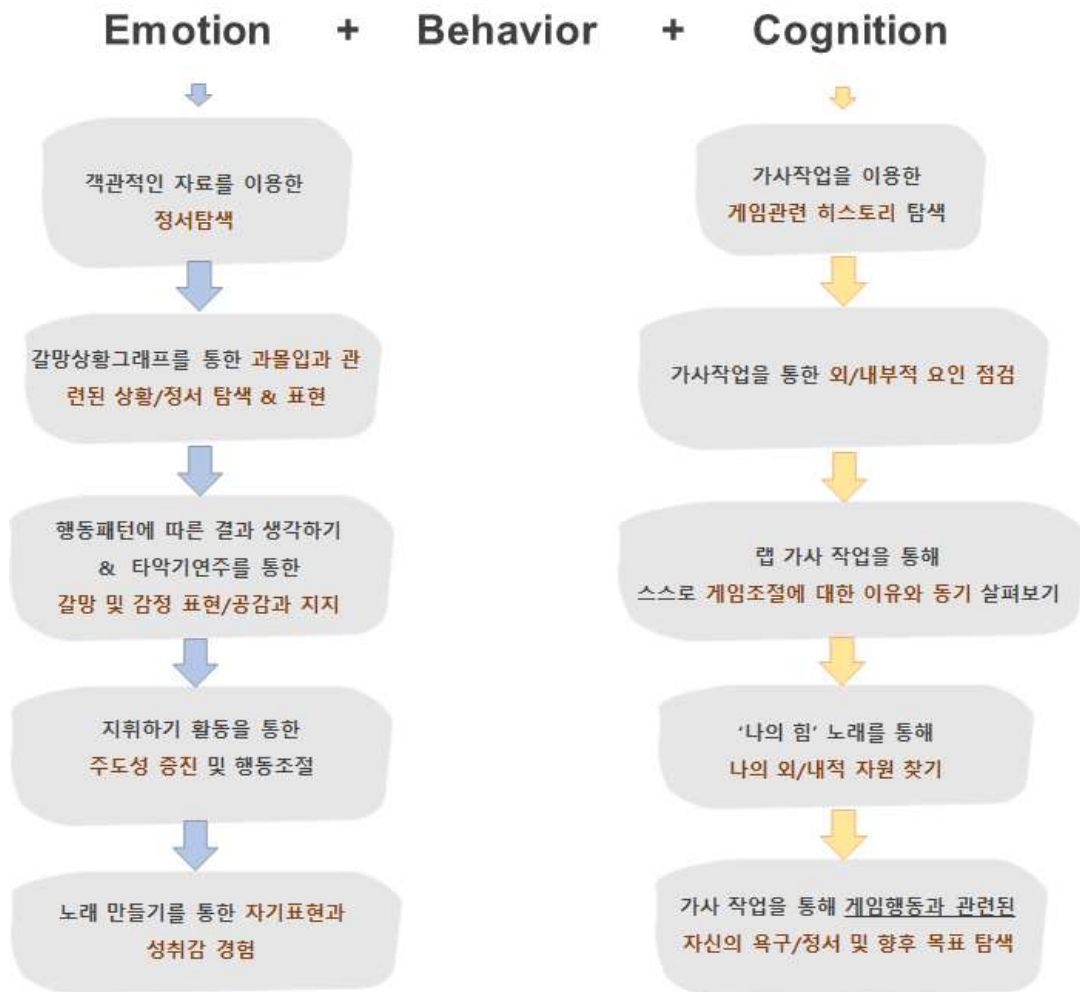 Emotion + Behavior + Cognition
객관적인 자료를 이용한
정서탐색
갈망상황그래프를 통한 과몰입과 관
련된 상황/정서 탐색 & 표현
행동패턴에 따른 결과 생각하기
& 타악기연주를 통한
갈망 및 감정 표현/공감과 지지
지휘하기 활동을 통한
주도성 증진 및 행동조절
노래 만들기를 통한 자기표현과
성취감 경험
가사작업을 이용한
게임관련 히스토리 탐색
가사작업을 통한 외/내부적 요인 점검
랩 가사 작업을 통해
스스로 게임조절에 대한 이유와 동기 살펴보기
‘나의 힘’ 노래를 통해
나의 외/내적 자원 찾기
가사 작업을 통해 게임행동과 관련된
자신의 욕구/정서 및 향후 목표 탐색